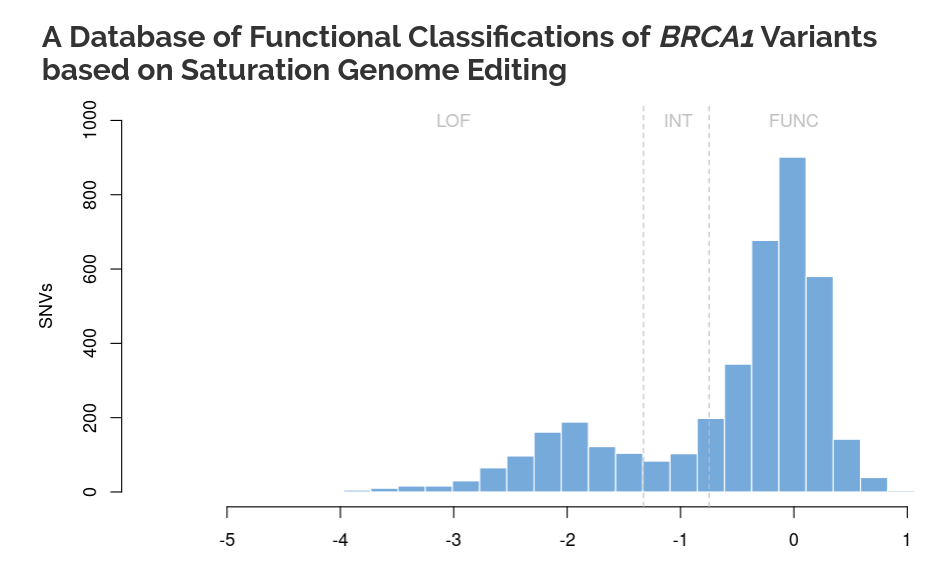 A Database of Functional Classifications of BRCA1 Variants
based on Saturation Genome Editing
LOF INT FUNC
1000
800
600
400
200
0
SNVs
-5 -4 -3 -2 -1 0 1